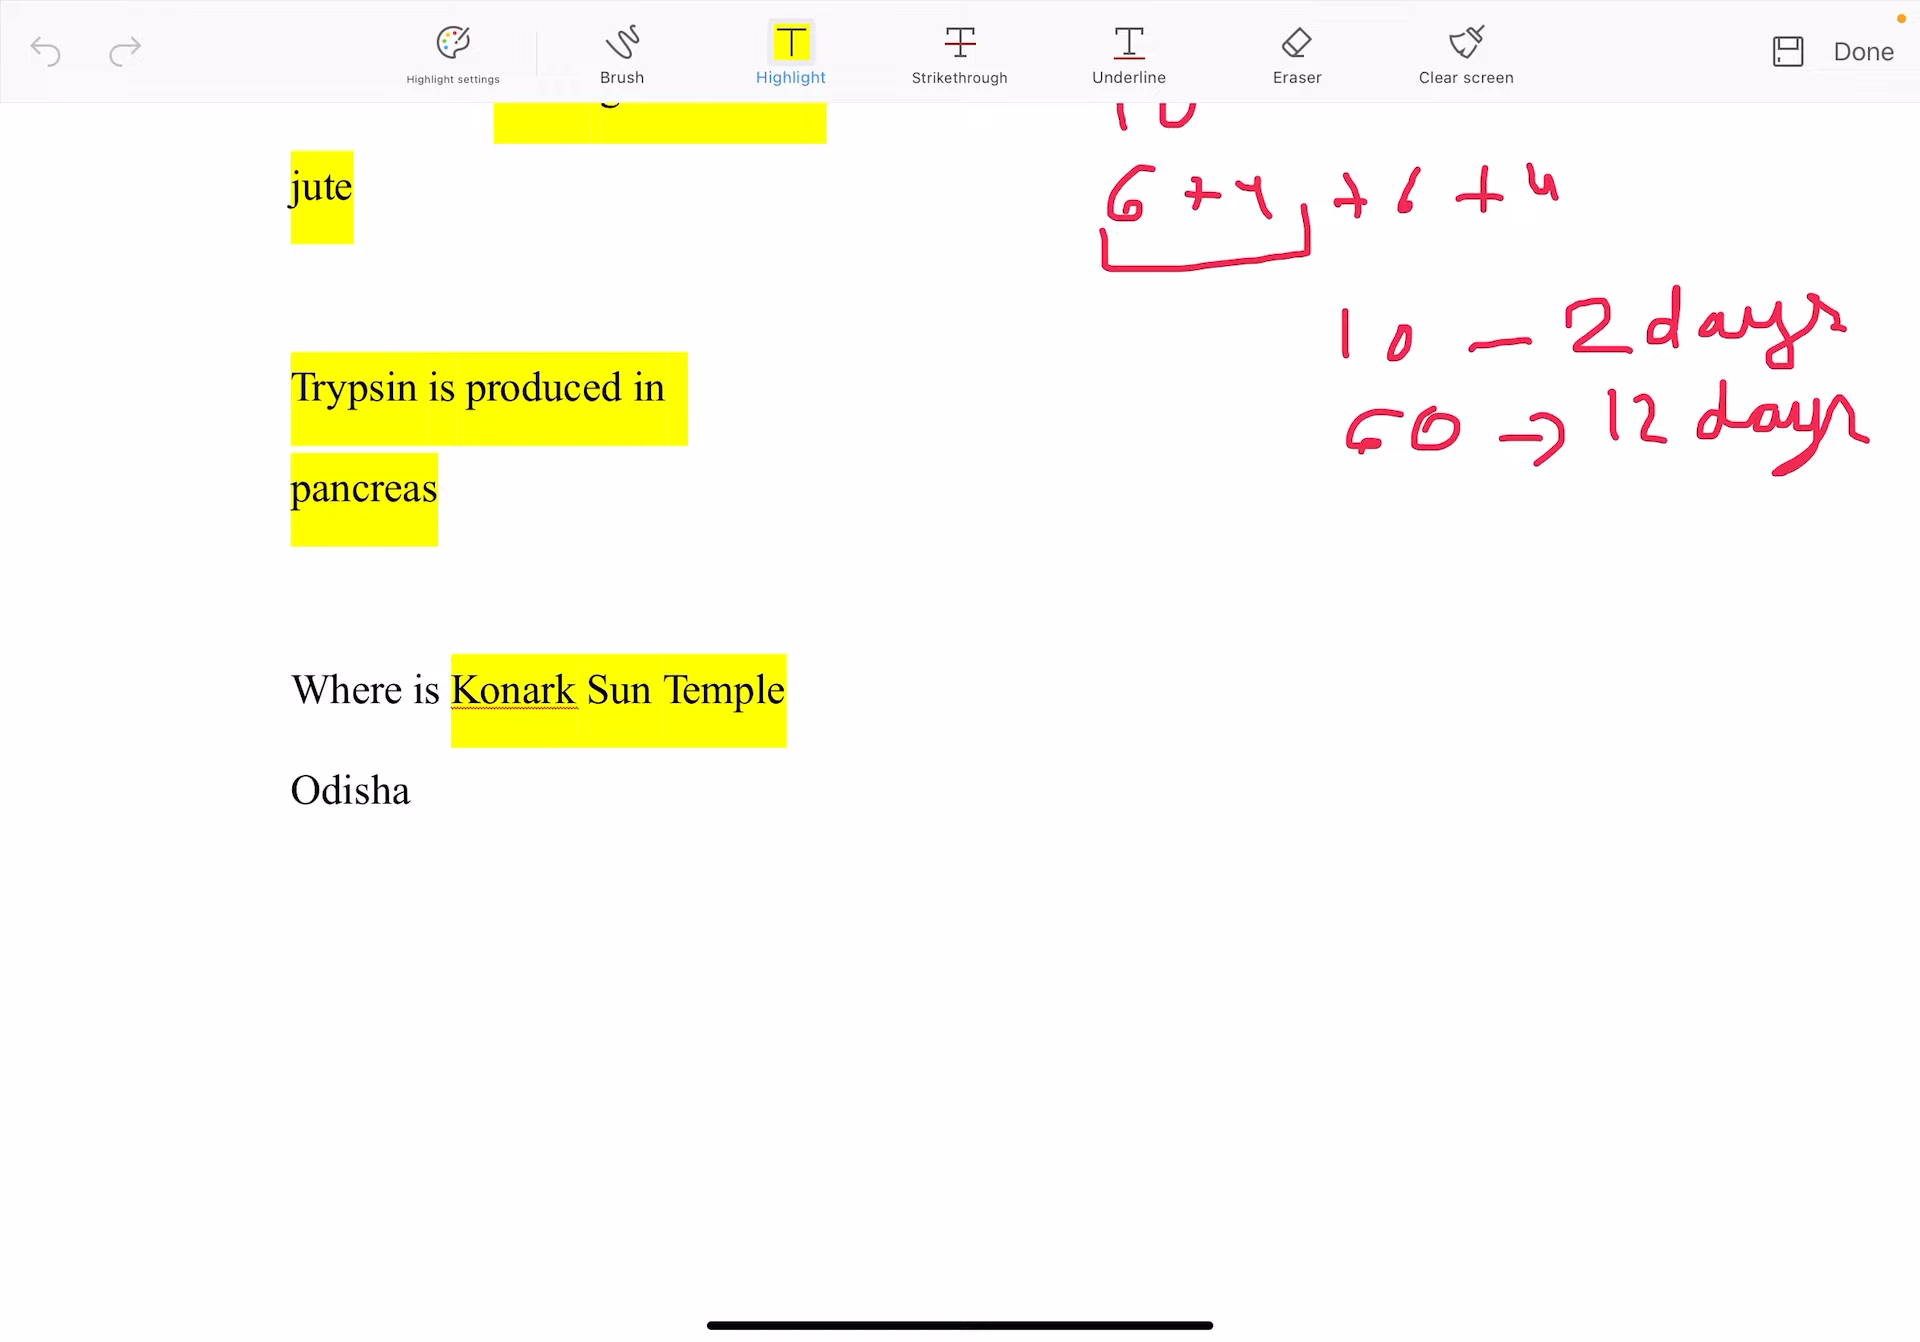 Highlight settings
Brush
Highlight
Strikethrough
Underline
Eraser
Clear screen
Done
10
jute
6 + 4 + 6 + 4
10 — 2 days
Trypsin is produced in
60 → 12 days
pancreas
Where is Konark Sun Temple
Odisha